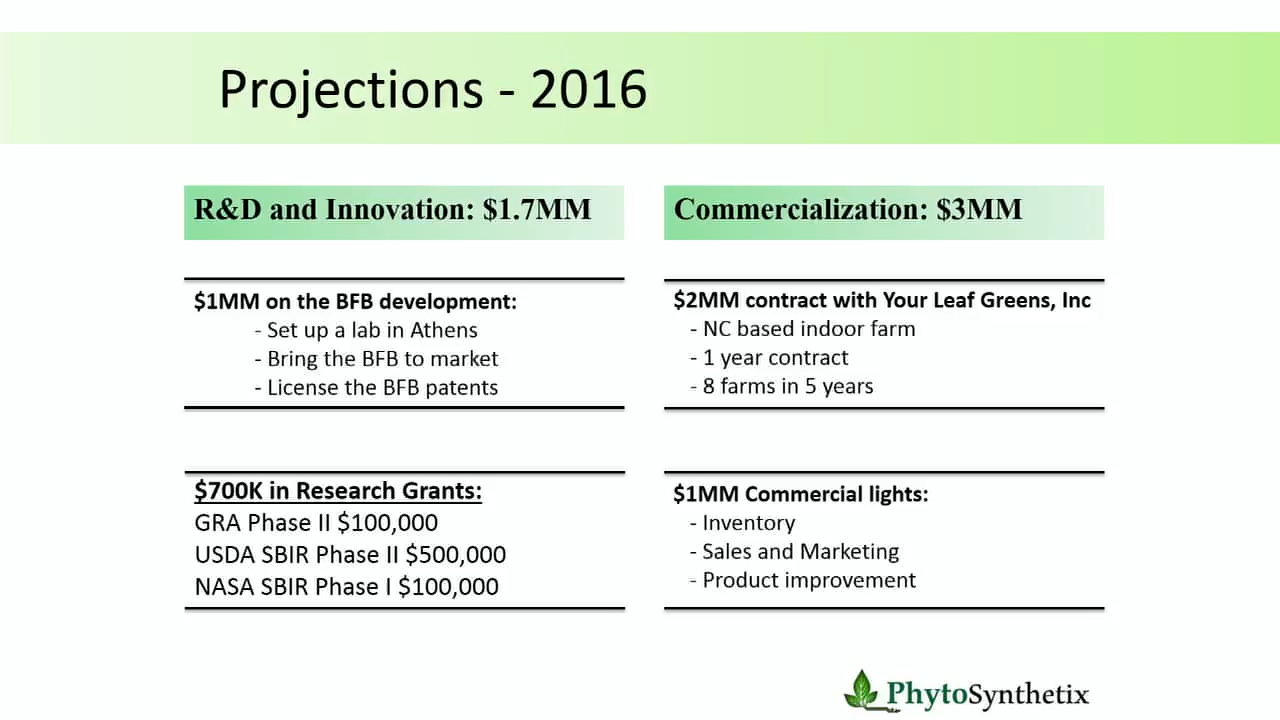 Projections - 2016
R&D and Innovation: $1.7MM
$1MM on the BFB development:
- Set up a lab in Athens
- Bring the BFB to market
- License the BFB patents
$700K in Research Grants:
GRA Phase II $100,000
USDA SBIR Phase II $500,000
NASA SBIR Phase I $100,000
Commercialization: $3MM
$2MM contract with Your Leaf Greens, Inc
- NC based indoor farm
- 1 year contract
- 8 farms in 5 years
$1MM Commercial lights:
- Inventory
- Sales and Marketing
- Product improvement
PhytoSynthetix